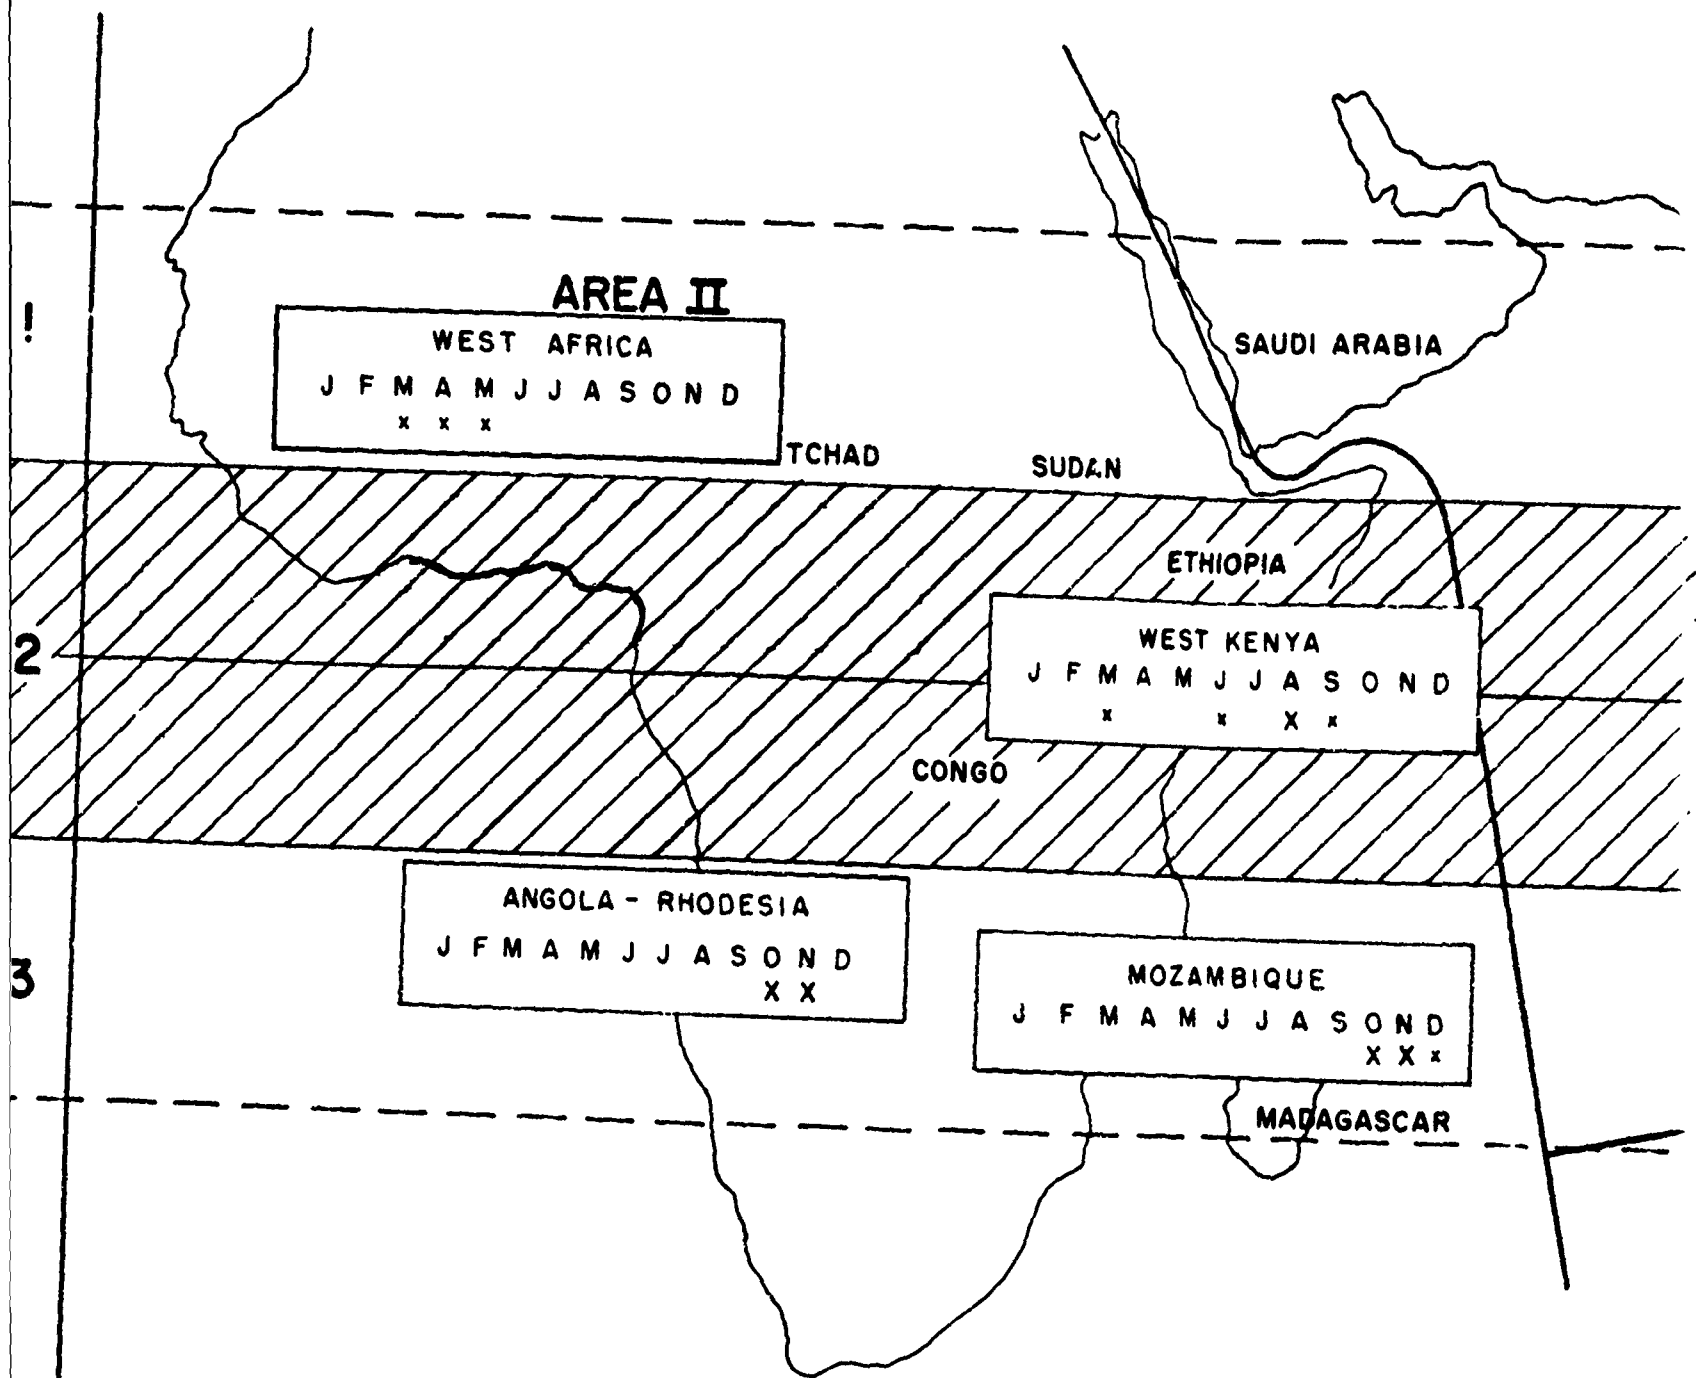 AREA II
!
WEST AFRICA
J F M A M J J A S O N D
x x x
SAUDI ARABIA
TCHAD
SUDAN
ETHIOPIA
2
WEST KENYA
J F M A M J J A S O N D
x x X x
CONGO
ANGOLA - RHODESIA
J F M A M J J A S O N D
X X
3
MOZAMBIQUE
J F M A M J J A S O N D
X X x
MADAGASCAR